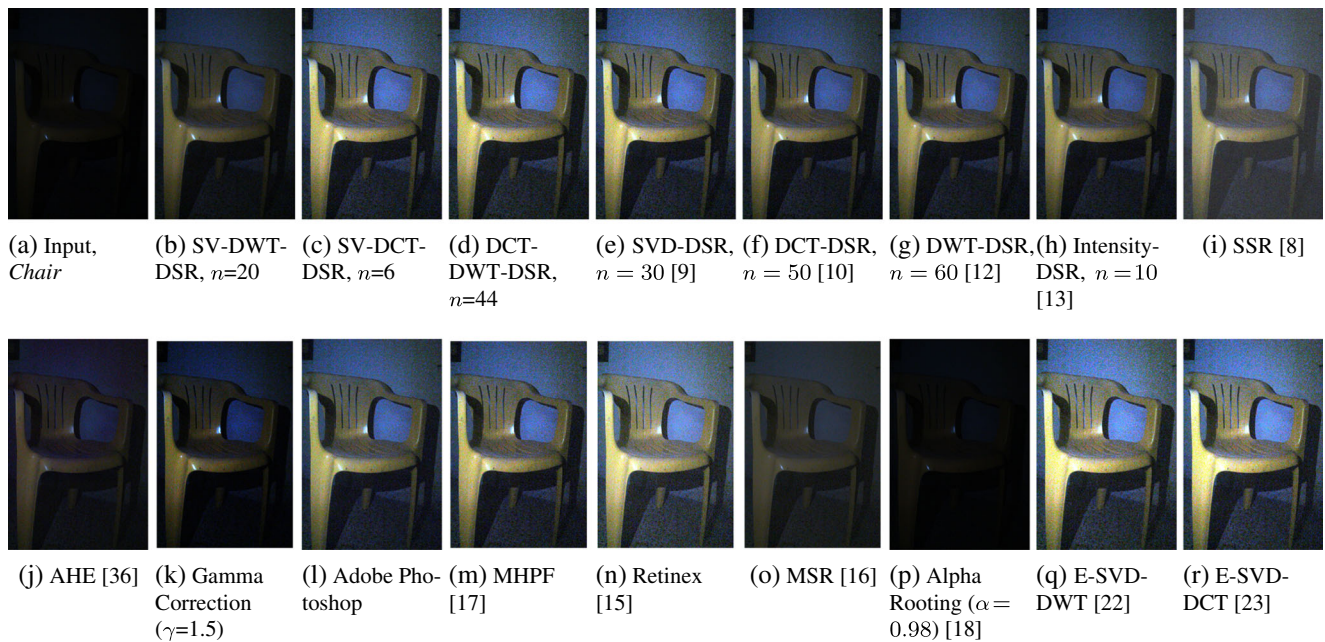 (a) Input,
Chair
(b) SV-DWT-
DSR, n=20
(c) SV-DCT-
DSR, n=6
(d) DCT-
DWT-DSR,
n=44
(e) SVD-DSR,
n = 30 [9]
(f) DCT-DSR,
n = 50 [10]
(g) DWT-DSR,
n = 60 [12]
(h) Intensity-
DSR, n = 10
[13]
(i) SSR [8]
(j) AHE [36]
(k) Gamma
Correction
(γ=1.5)
(l) Adobe Pho-
toshop
(m) MHPF
[17]
(n) Retinex
[15]
(o) MSR [16]
(p) Alpha
Rooting (α =
0.98) [18]
(q) E-SVD-
DWT [22]
(r) E-SVD-
DCT [23]